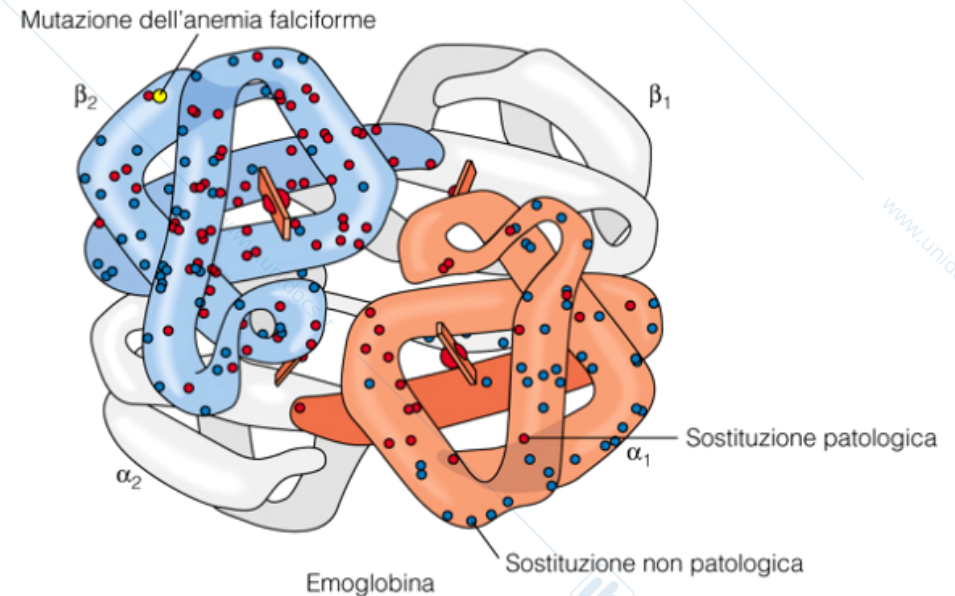 Mutazione dell'anemia falciforme
β2
β1
Sostituzione patologica
α1
α2
Sostituzione non patologica
Emoglobina